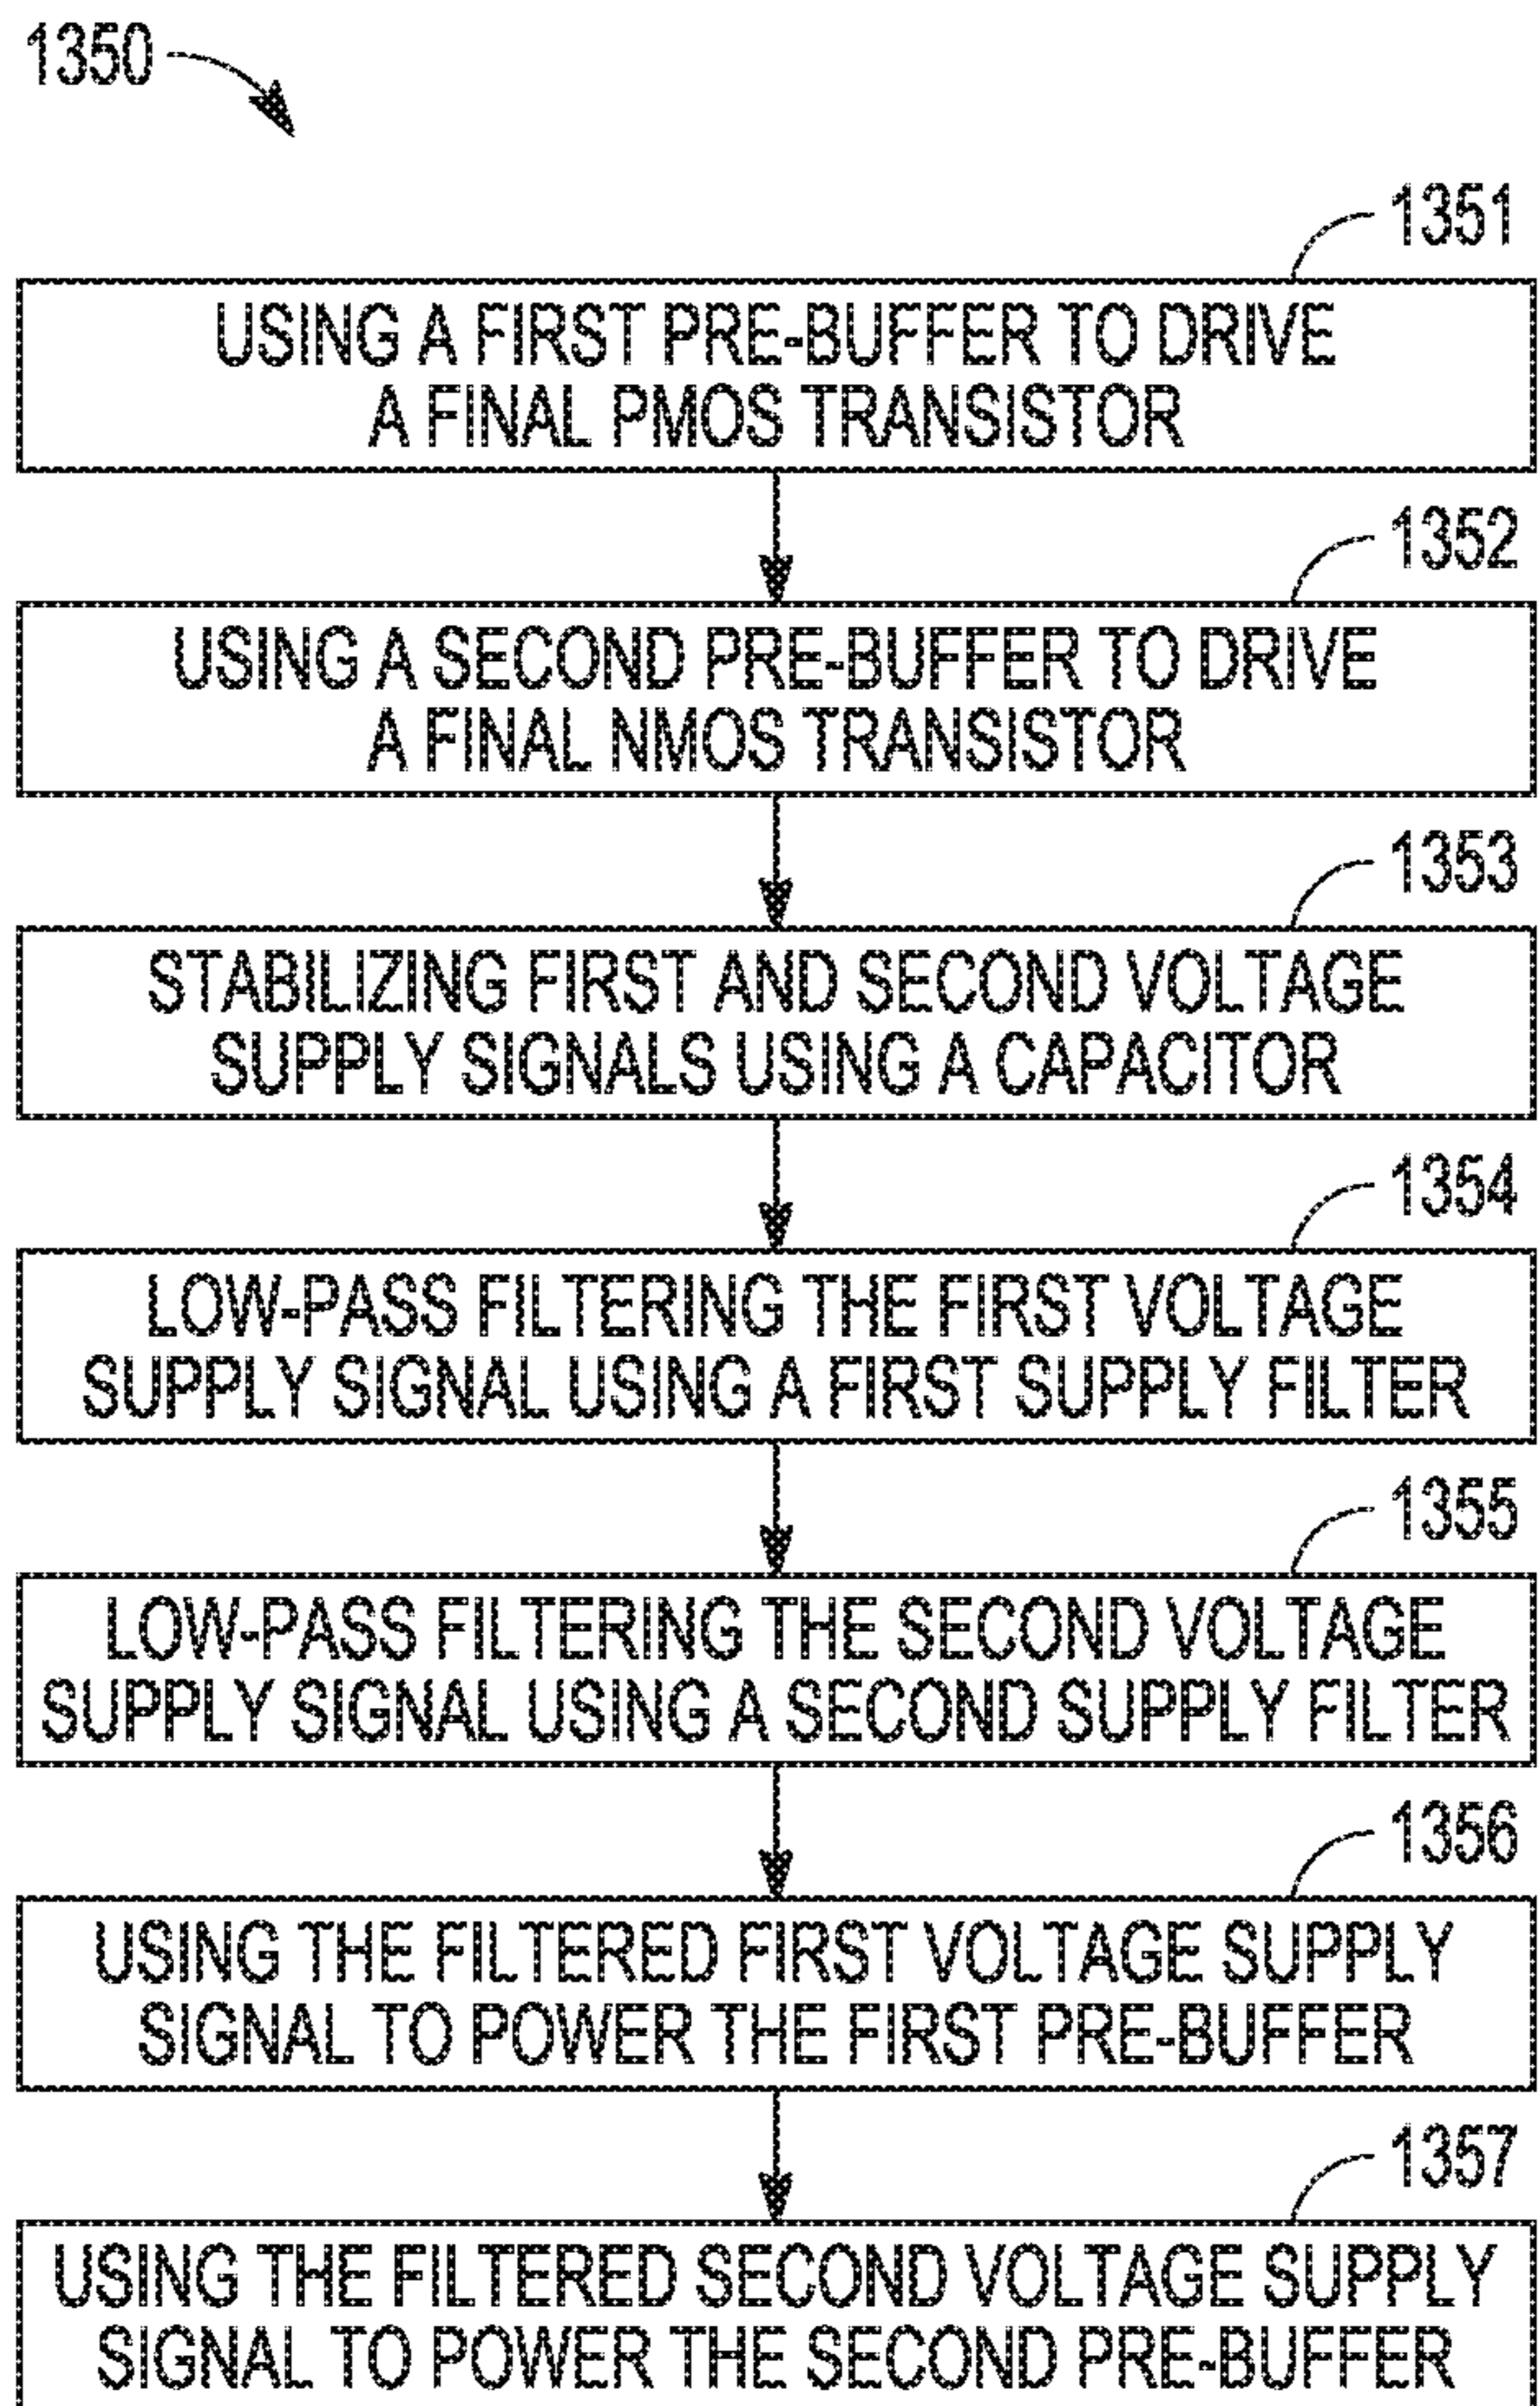 1350
1351
USING A FIRST PRE-BUFFER TO DRIVE
A FINAL PMOS TRANSISTOR
1352
USING A SECOND PRE-BUFFER TO DRIVE
A FINAL NMOS TRANSISTOR
1353
STABILIZING FIRST AND SECOND VOLTAGE
SUPPLY SIGNALS USING A CAPACITOR
1354
LOW-PASS FILTERING THE FIRST VOLTAGE
SUPPLY SIGNAL USING A FIRST SUPPLY FILTER
1355
LOW-PASS FILTERING THE SECOND VOLTAGE
SUPPLY SIGNAL USING A SECOND SUPPLY FILTER
1356
USING THE FILTERED FIRST VOLTAGE SUPPLY
SIGNAL TO POWER THE FIRST PRE-BUFFER
1357
USING THE FILTERED SECOND VOLTAGE SUPPLY
SIGNAL TO POWER THE SECOND PRE-BUFFER